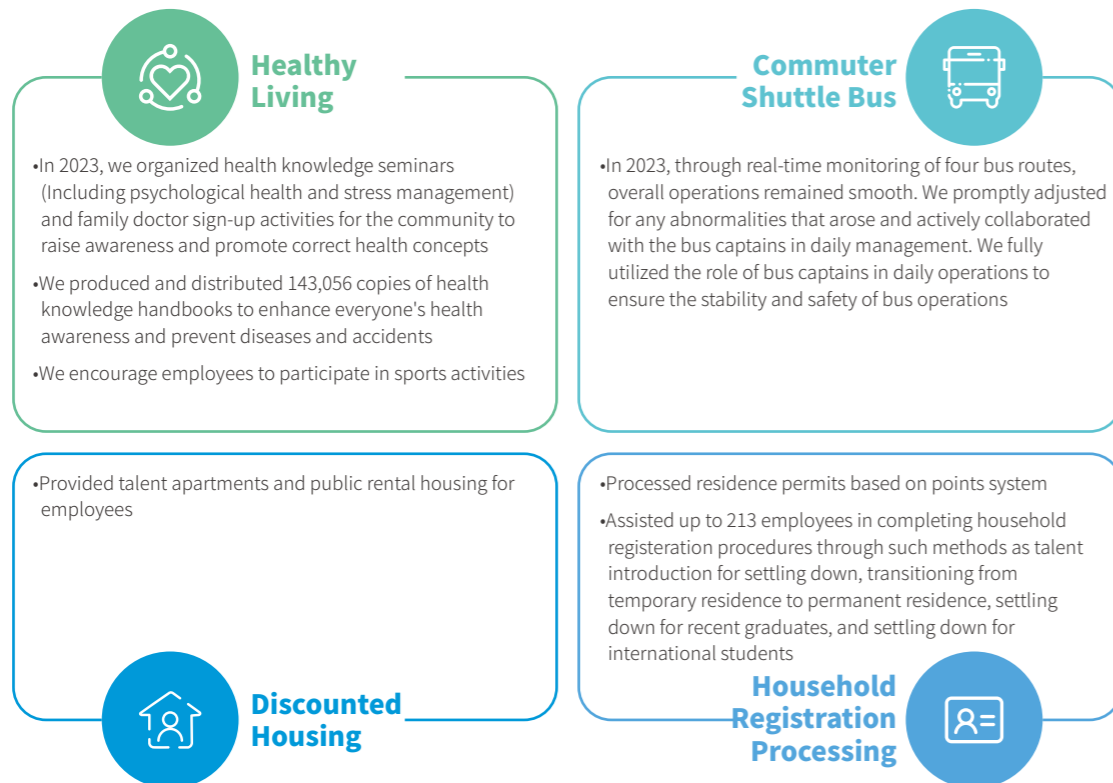 Healthy
Living
•In 2023, we organized health knowledge seminars
(Including psychological health and stress management)
and family doctor sign-up activities for the community to
raise awareness and promote correct health concepts
•We produced and distributed 143,056 copies of health
knowledge handbooks to enhance everyone's health
awareness and prevent diseases and accidents
•We encourage employees to participate in sports activities
Commuter
Shuttle Bus
•In 2023, through real-time monitoring of four bus routes,
overall operations remained smooth. We promptly adjusted
for any abnormalities that arose and actively collaborated
with the bus captains in daily management. We fully
utilized the role of bus captains in daily operations to
ensure the stability and safety of bus operations
•Provided talent apartments and public rental housing for
employees
Discounted
Housing
•Processed residence permits based on points system
•Assisted up to 213 employees in completing household
registeration procedures through such methods as talent
introduction for settling down, transitioning from
temporary residence to permanent residence, settling
down for recent graduates, and settling down for
international students
Household
Registration
Processing